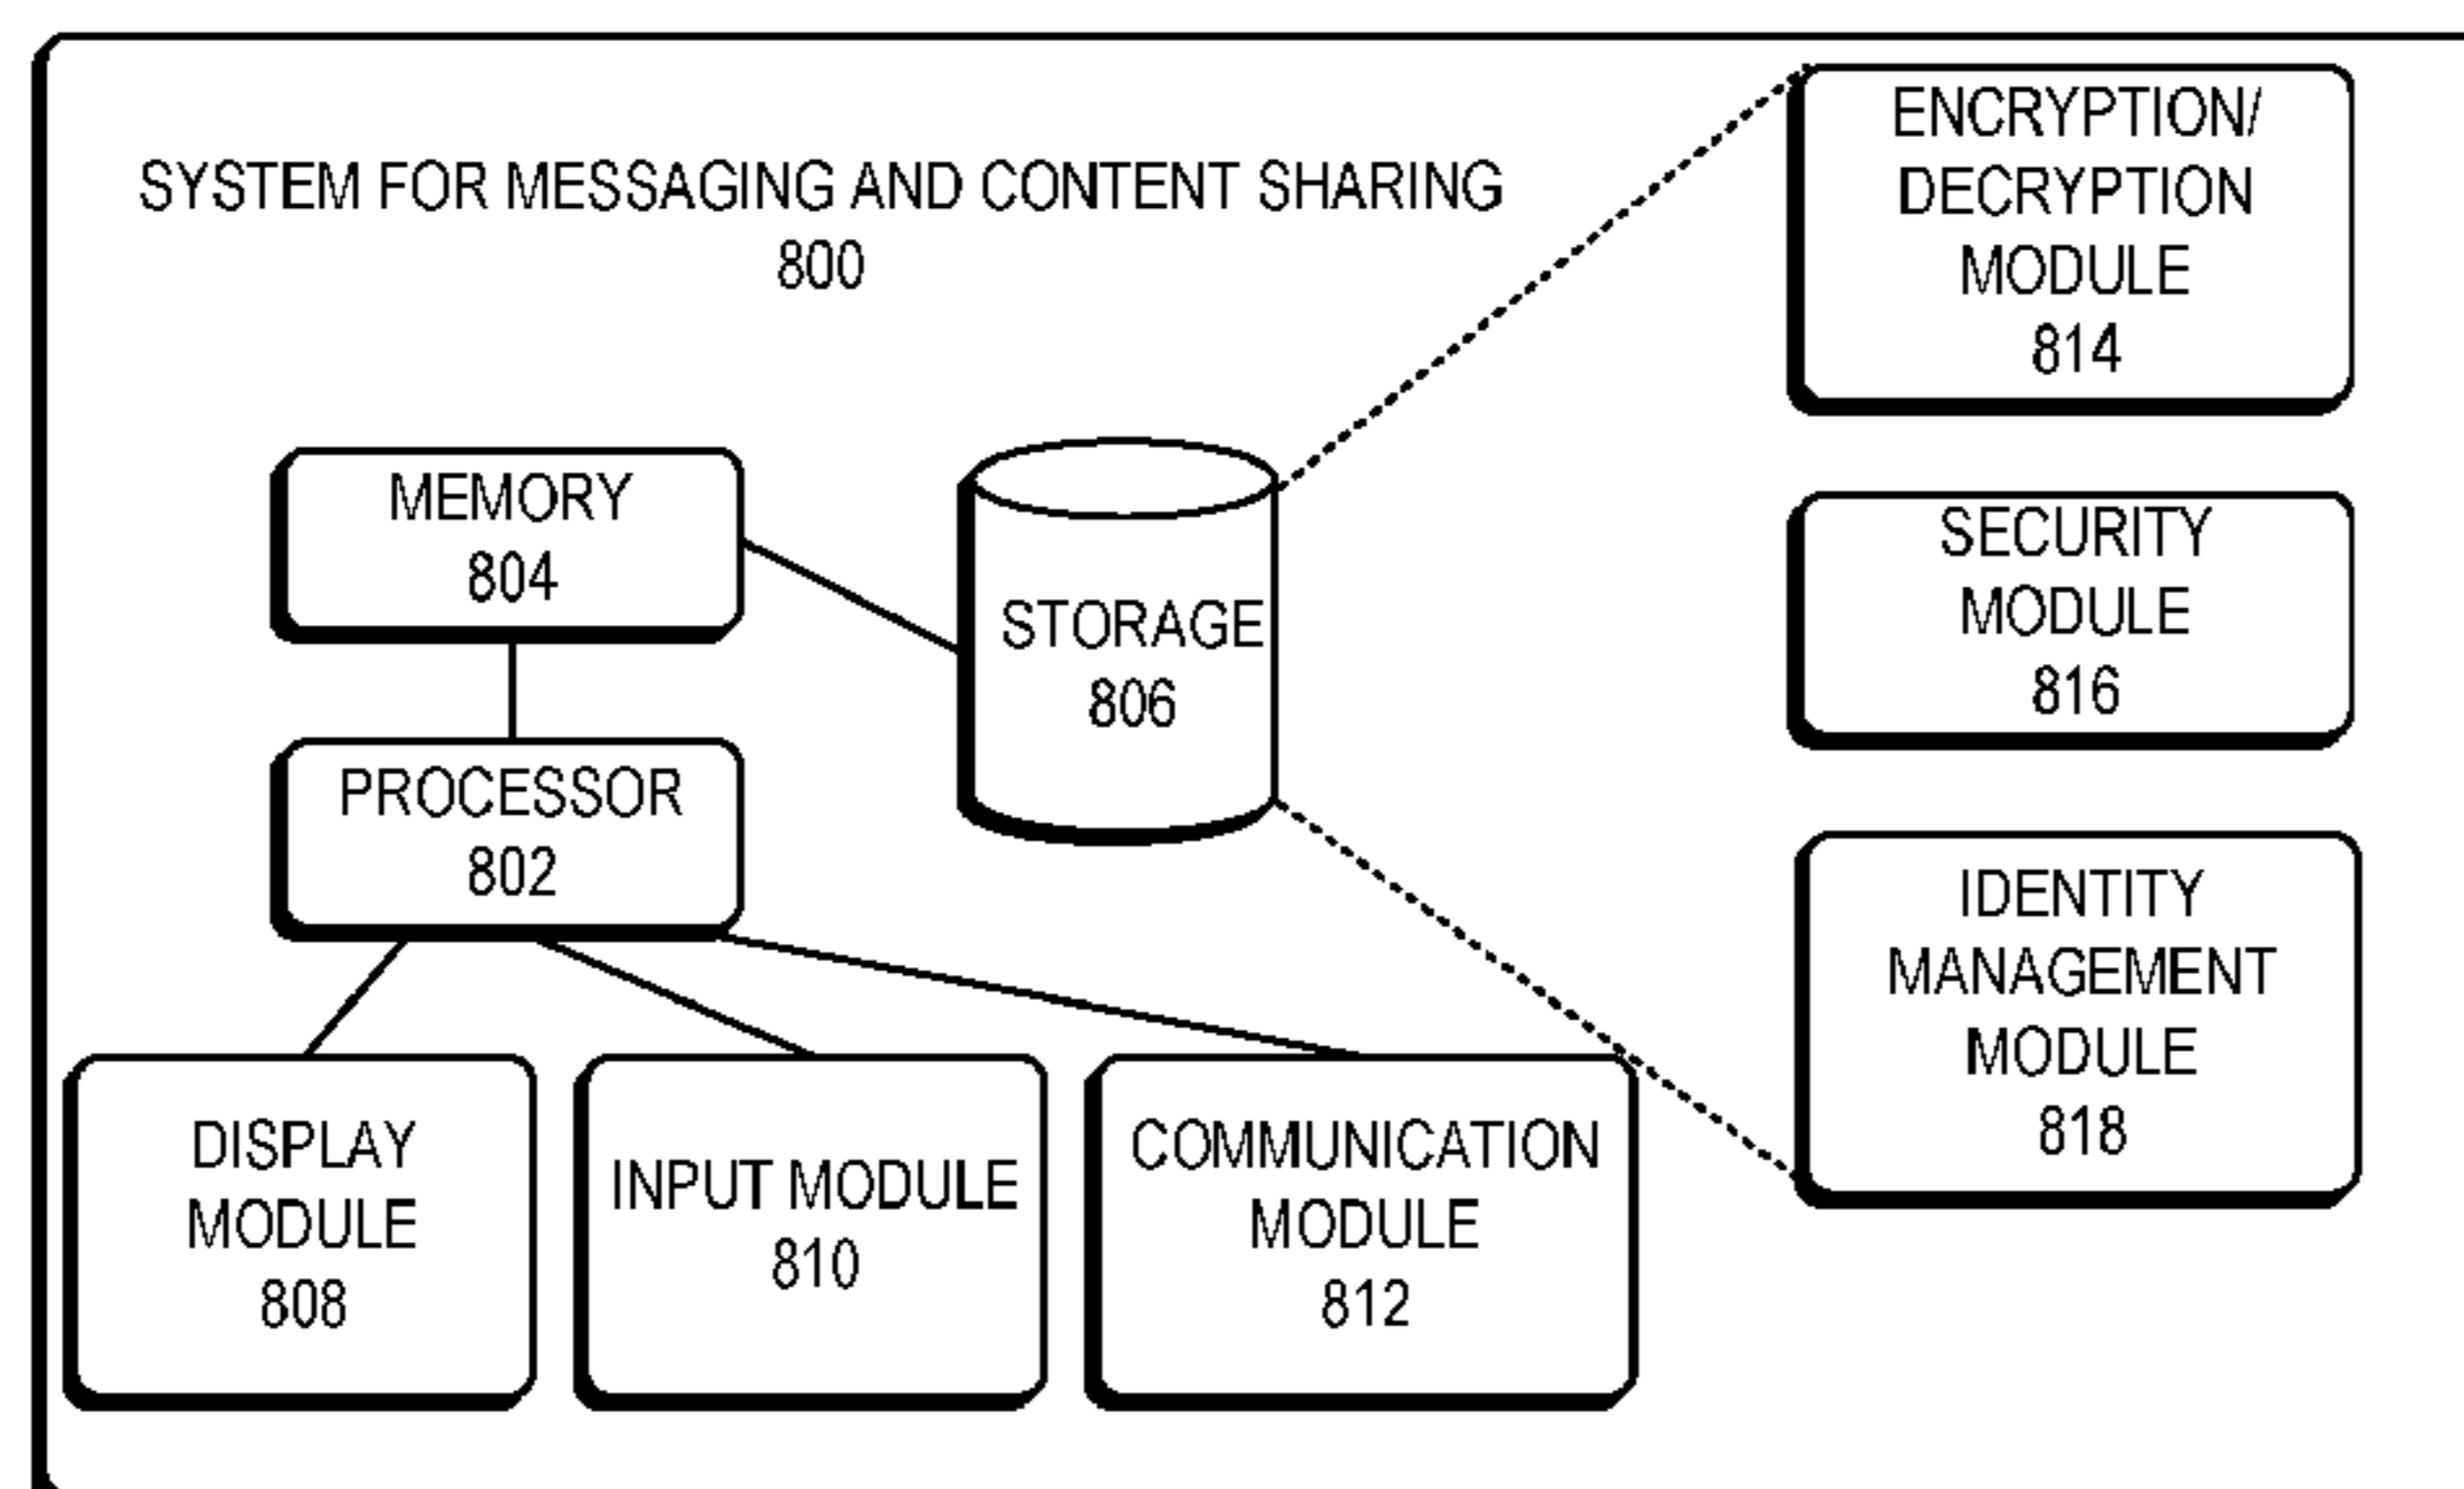 SYSTEM FOR MESSAGING AND CONTENT SHARING
800
MEMORY
804
PROCESSOR
802
STORAGE
806
DISPLAY
MODULE
808
INPUT MODULE
810
COMMUNICATION
MODULE
812
ENCRYPTION/
DECRYPTION
MODULE
814
SECURITY
MODULE
816
IDENTITY
MANAGEMENT
MODULE
818